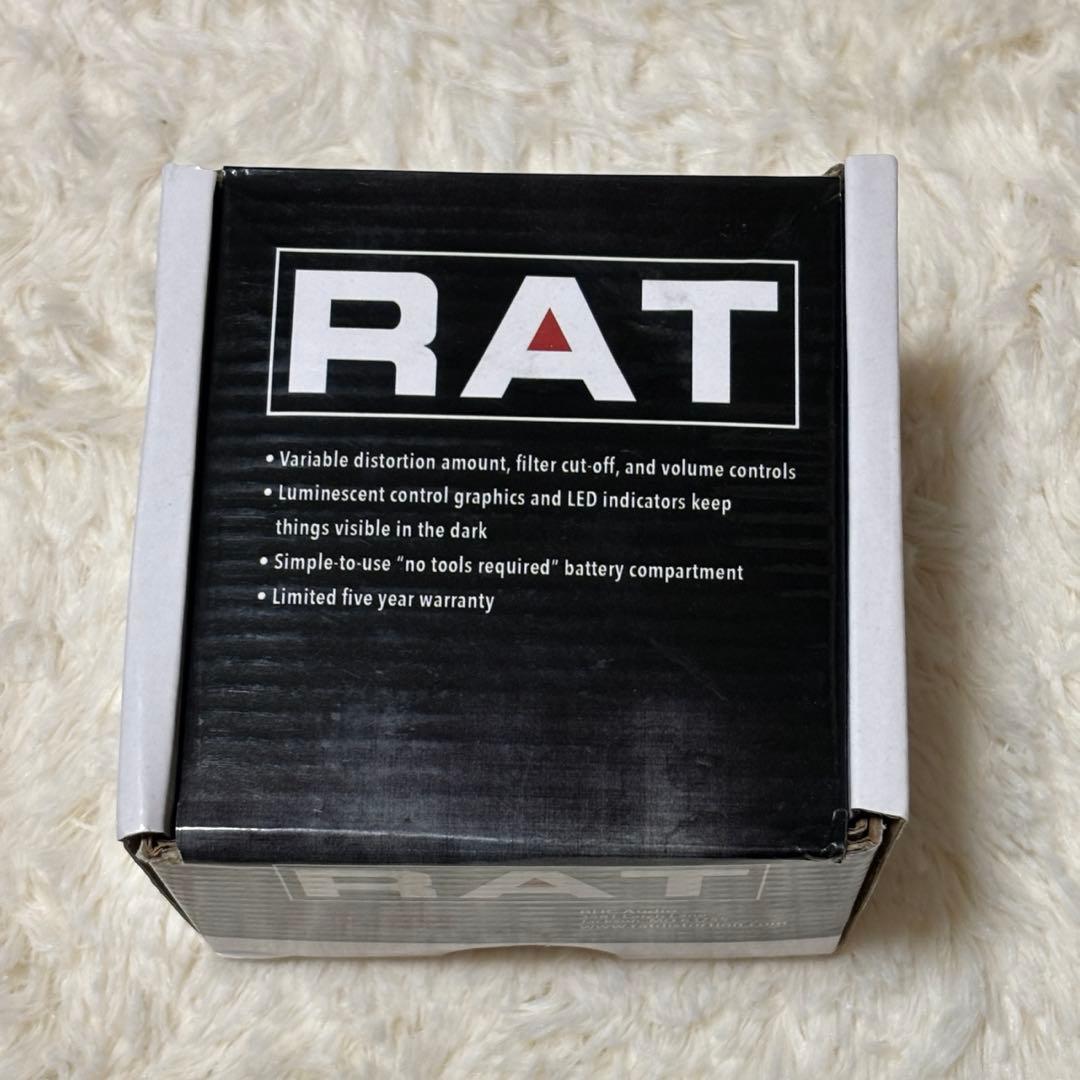 RAT
• Variable distortion amount, filter cut-off, and volume controls
• Luminescent control graphics and LED indicators keep
things visible in the dark
• Simple-to-use “no tools required” battery compartment
• Limited five year warranty
RAT